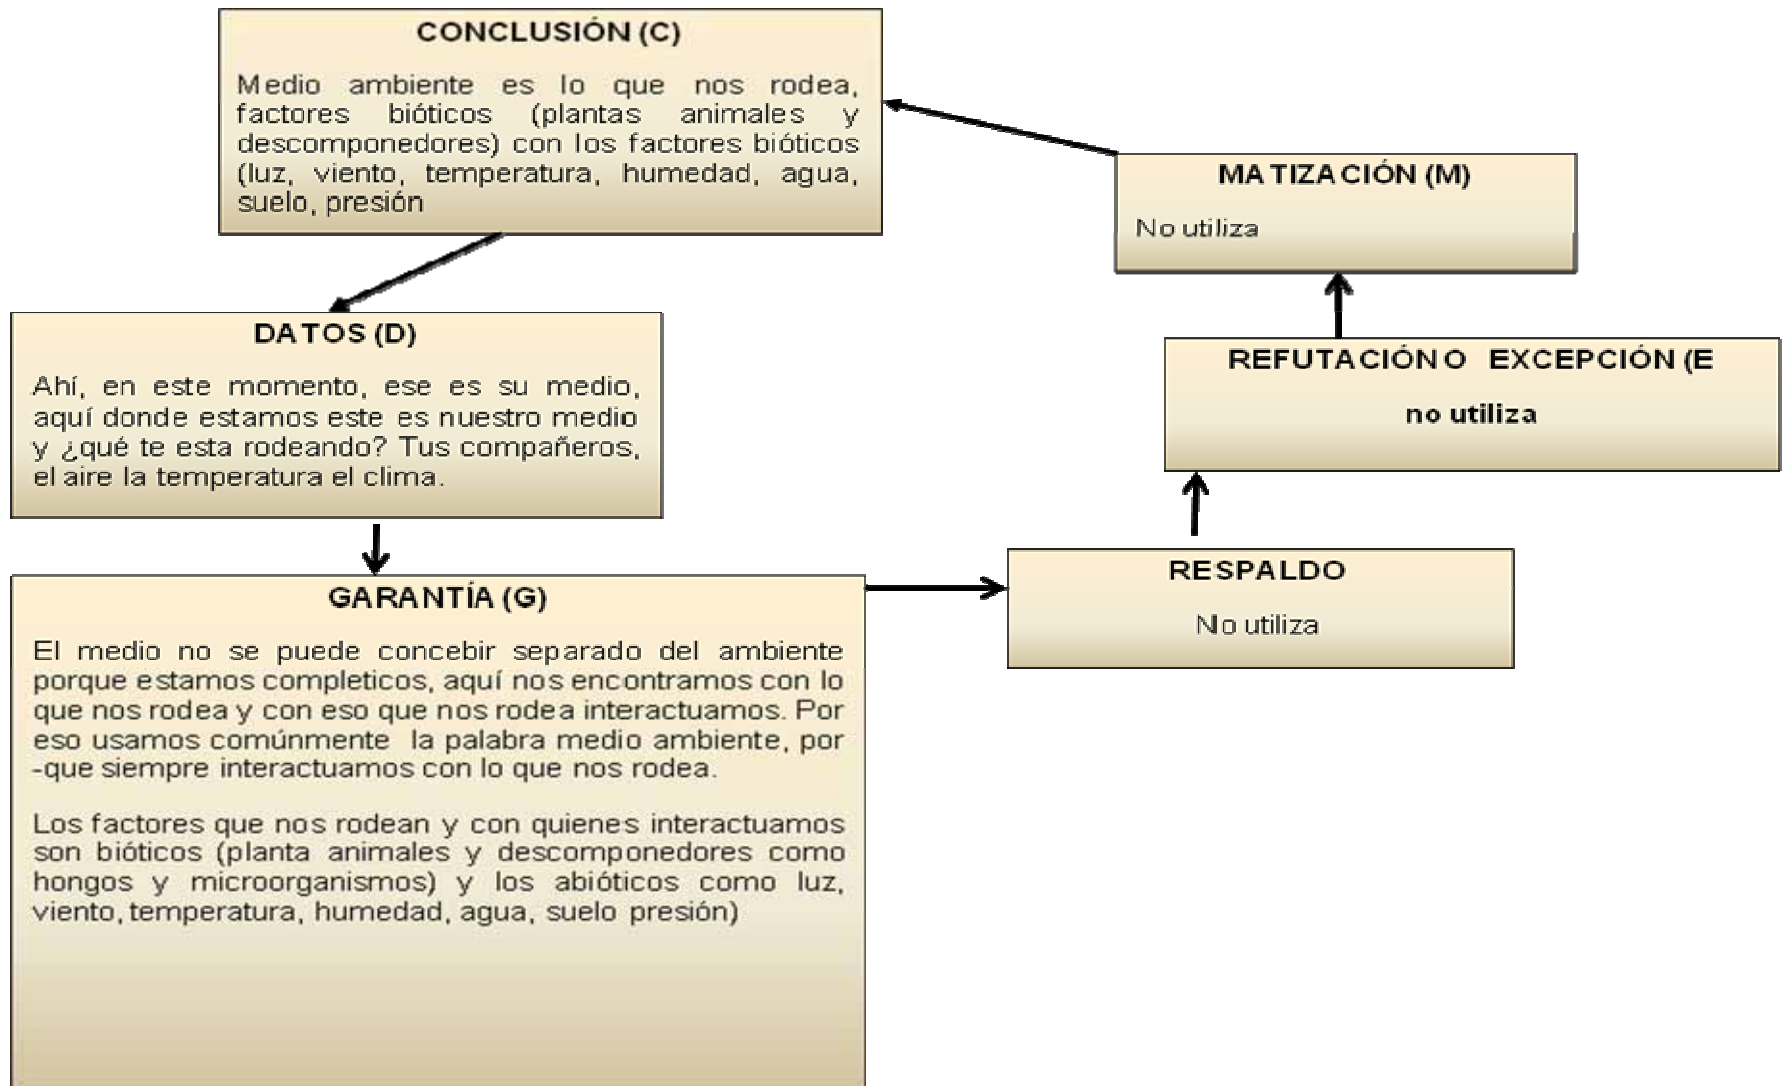 CONCLUSIÓN (C)
Medio ambiente es lo que nos rodea,
factores bióticos (plantas animales y
descomponedores) con los factores bióticos
(luz, viento, temperatura, humedad, agua,
suelo, presión
MATIZACIÓN (M)
No utiliza
DATOS (D)
Ahí, en este momento, ese es su medio,
aquí donde estamos este es nuestro medio
y ¿qué te esta rodeando? Tus compañeros,
el aire la temperatura el clima.
REFUTACIÓN O EXCEPCIÓN (E
no utiliza
GARANTÍA (G)
El medio no se puede concebir separado del ambiente
porque estamos completicos, aquí nos encontramos con lo
que nos rodea y con eso que nos rodea interactuamos. Por
eso usamos comúnmente la palabra medio ambiente, por
-que siempre interactuamos con lo que nos rodea.
Los factores que nos rodean y con quienes interactuamos
son bióticos (planta animales y descomponedores como
hongos y microorganismos) y los abióticos como luz,
viento, temperatura, humedad, agua, suelo presión)
RESPALDO
No utiliza